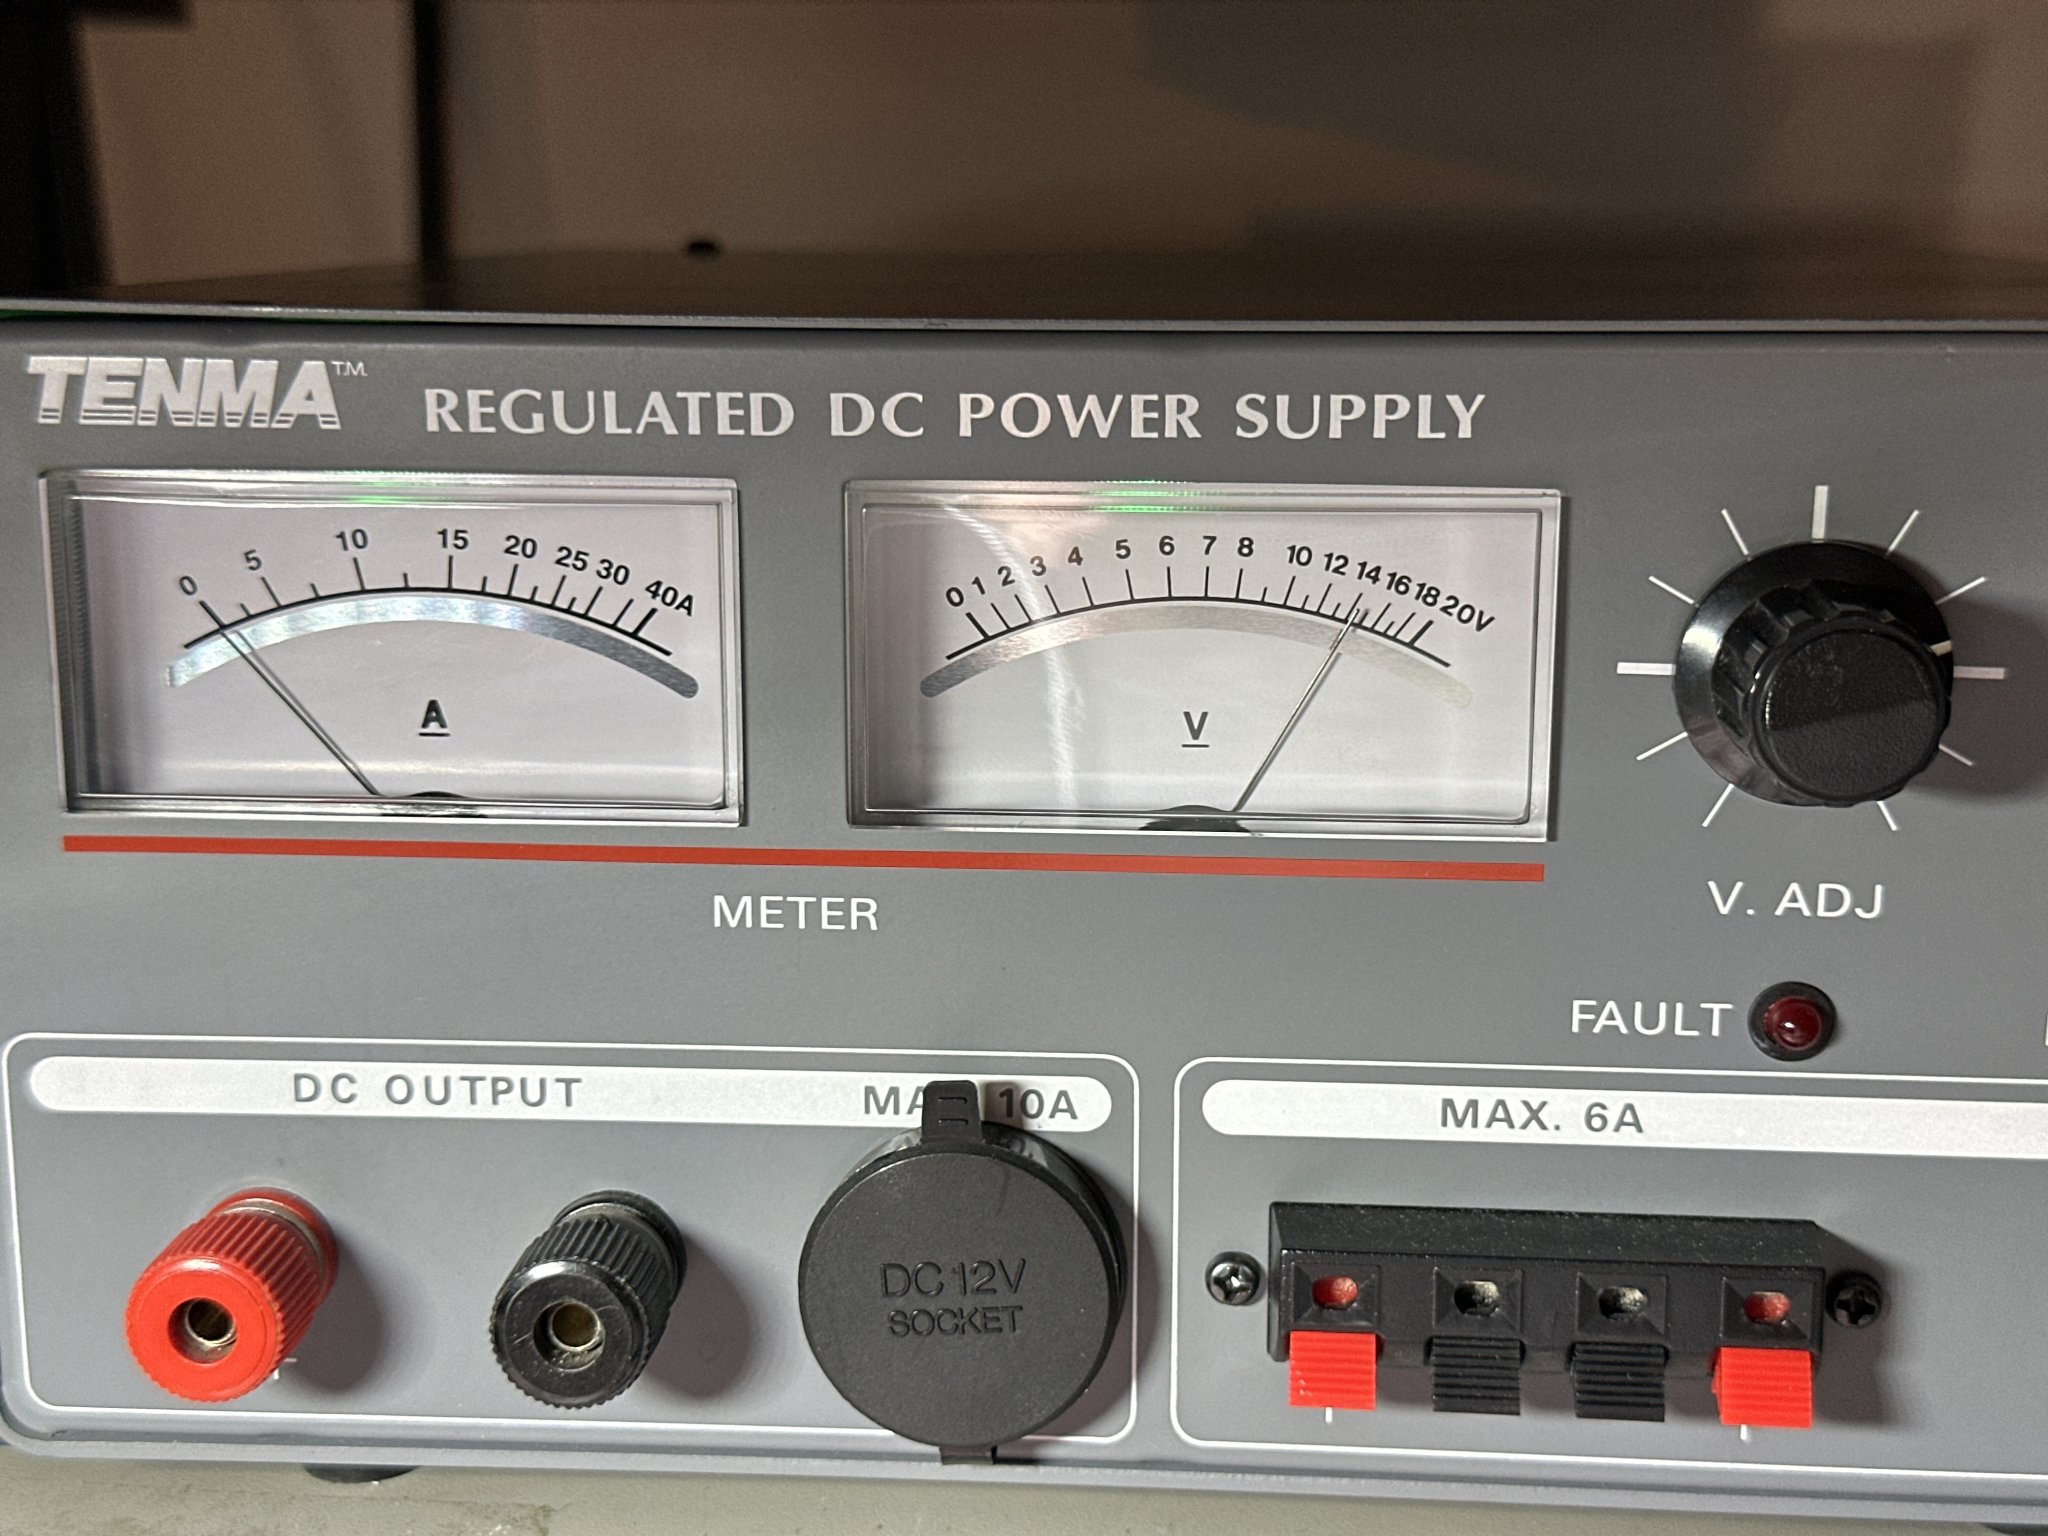 TENMA T.M. REGULATED DC POWER SUPPLY
0 5 10 15 20 25 30 40A
A
0 1 2 3 4 5 6 7 8 10 12 14 16 18 20V
V
METER
V. ADJ
FAULT
DC OUTPUT
10A
MAX. 6A
DC 12V
SOCKET